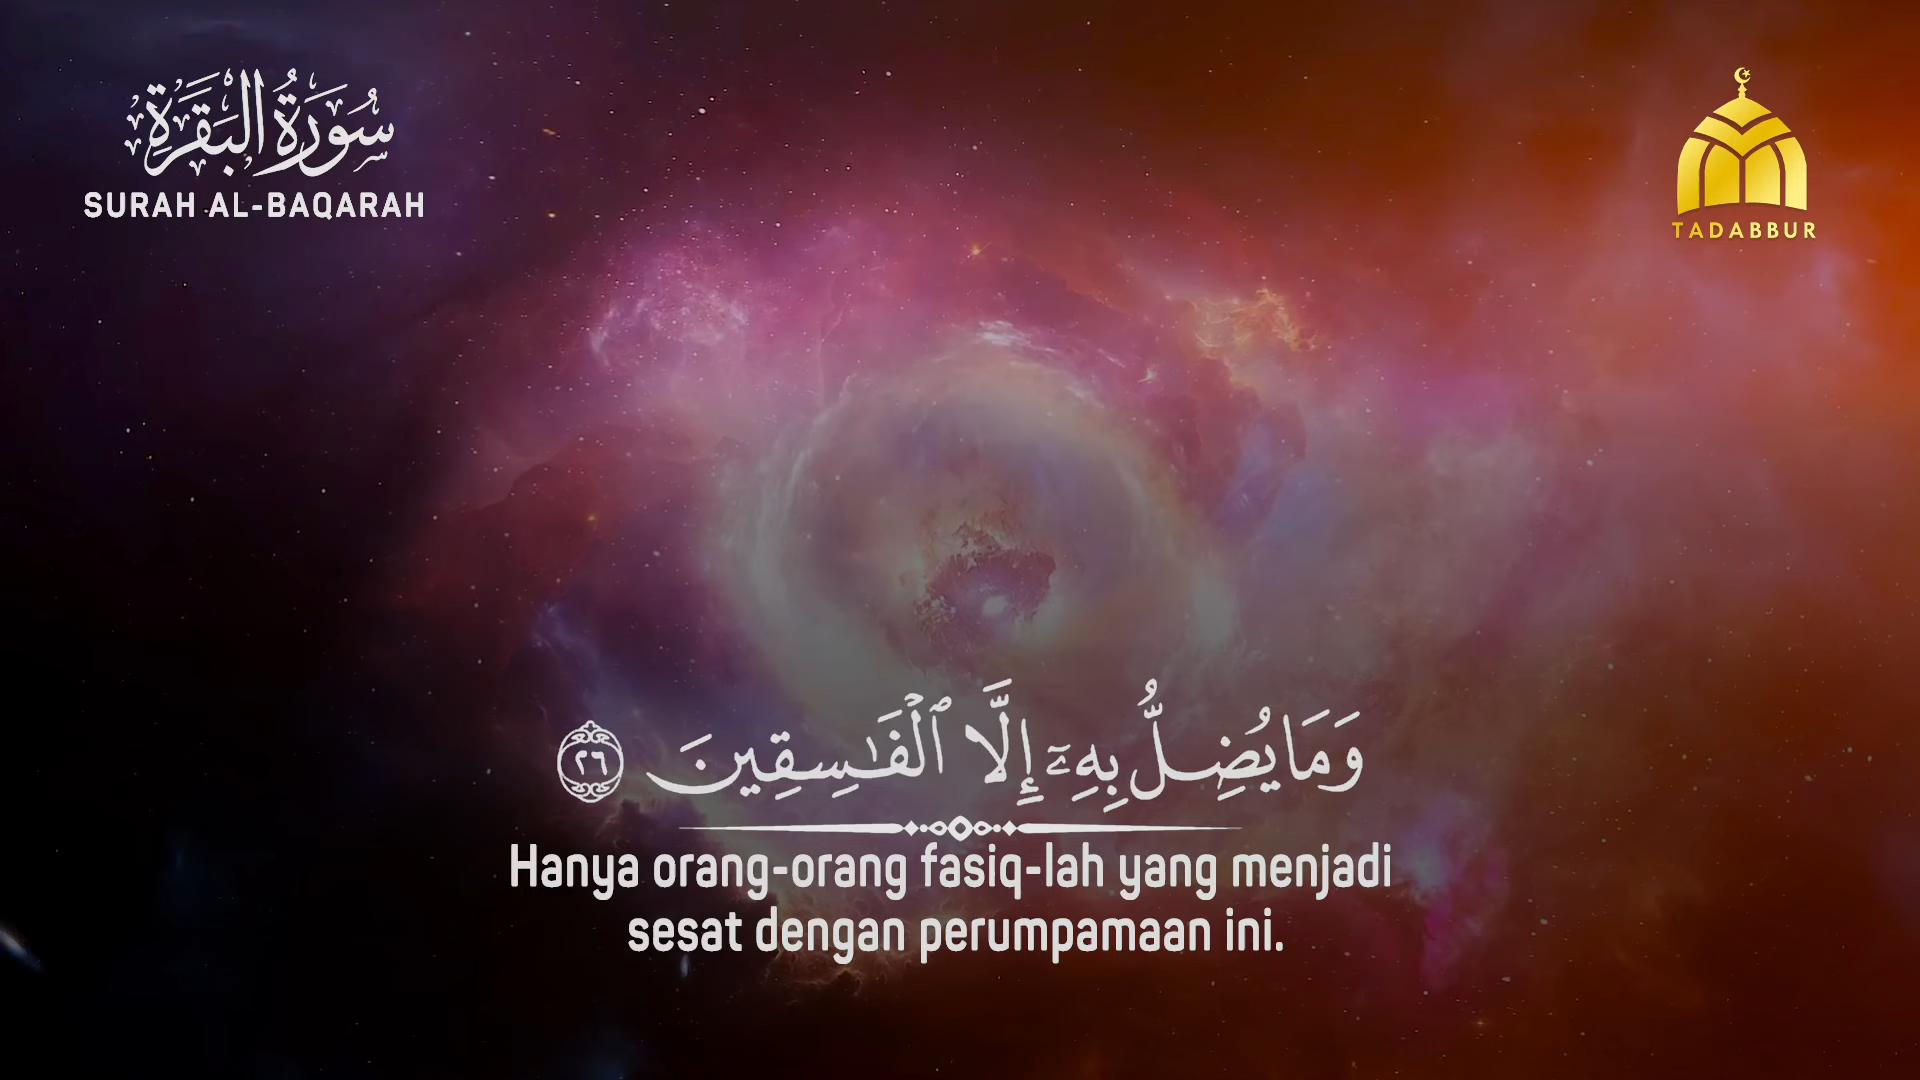 سُورَةُ الْبَقَرَةِ
SURAH AL-BAQARAH
TADABBUR
وَمَا يُضِلُّ بِهِۦٓ إِلَّا ٱلْفَـٰسِقِينَ ٢٦
Hanya orang-orang fasiq-lah yang menjadi
sesat dengan perumpamaan ini.